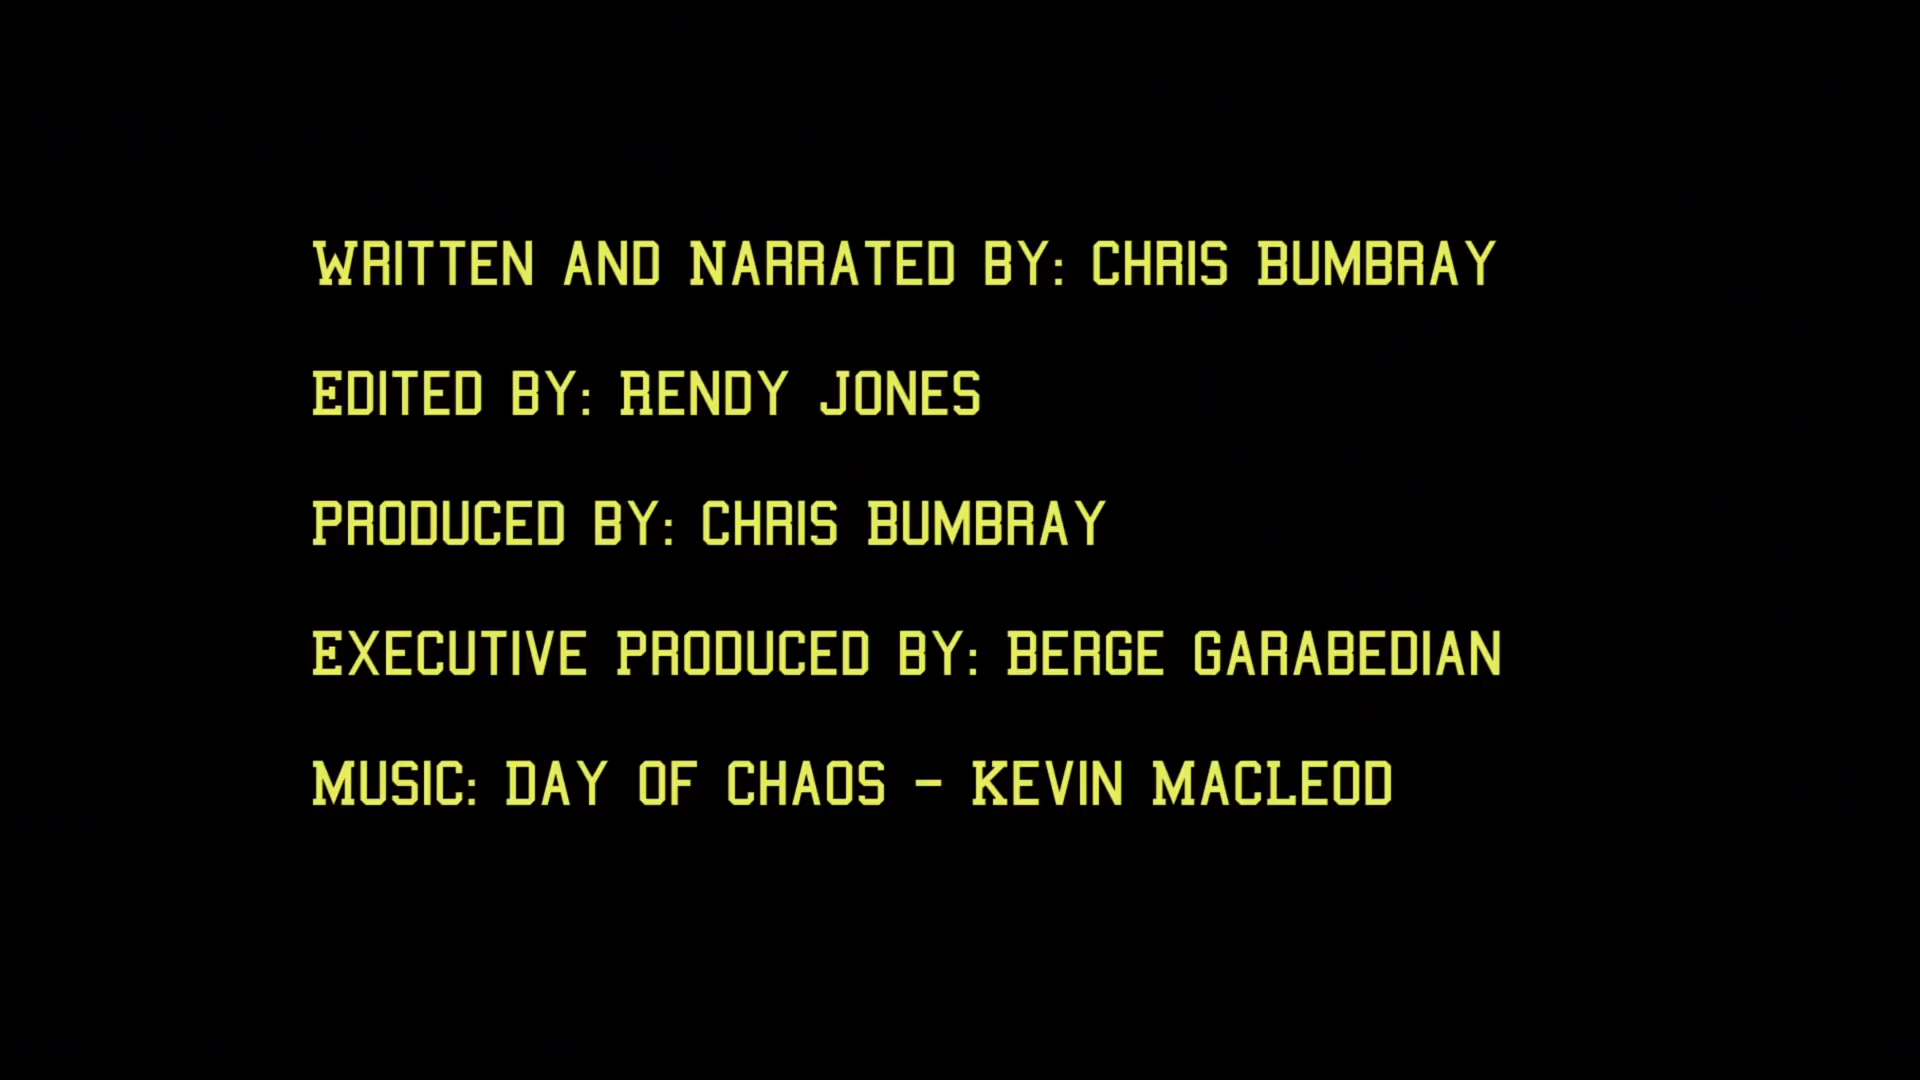 WRITTEN AND NARRATED BY: CHRIS BUMBRAY
EDITED BY: RENDY JONES
PRODUCED BY: CHRIS BUMBRAY
EXECUTIVE PRODUCED BY: BERGE GARABEDIAN
MUSIC: DAY OF CHAOS - KEVIN MACLEOD